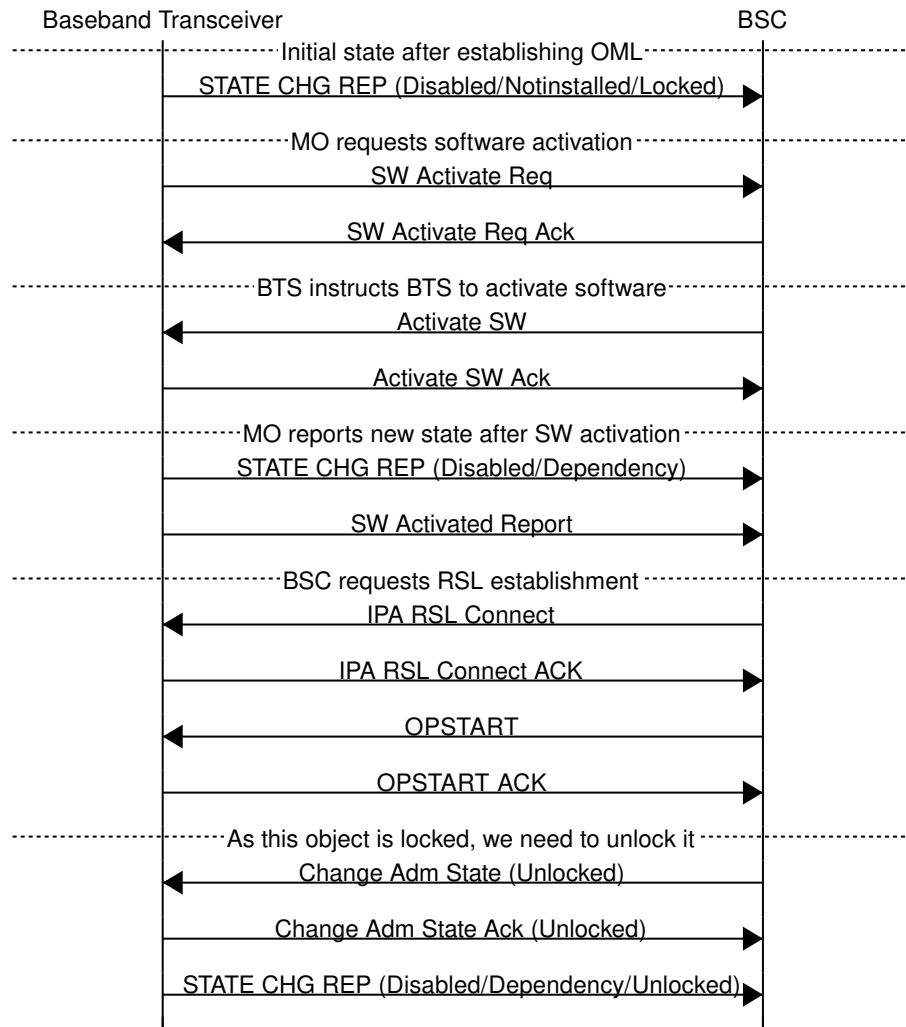 Baseband Transceiver BSC
Initial state after establishing OML
STATE CHG REP (Disabled/Notinstalled/Locked)
MO requests software activation
SW Activate Req
SW Activate Req Ack
BTS instructs BTS to activate software
Activate SW
Activate SW Ack
MO reports new state after SW activation
STATE CHG REP (Disabled/Dependency)
SW Activated Report
BSC requests RSL establishment
IPA RSL Connect
IPA RSL Connect ACK
OPSTART
OPSTART ACK
As this object is locked, we need to unlock it
Change Adm State (Unlocked)
Change Adm State Ack (Unlocked)
STATE CHG REP (Disabled/Dependency/Unlocked)